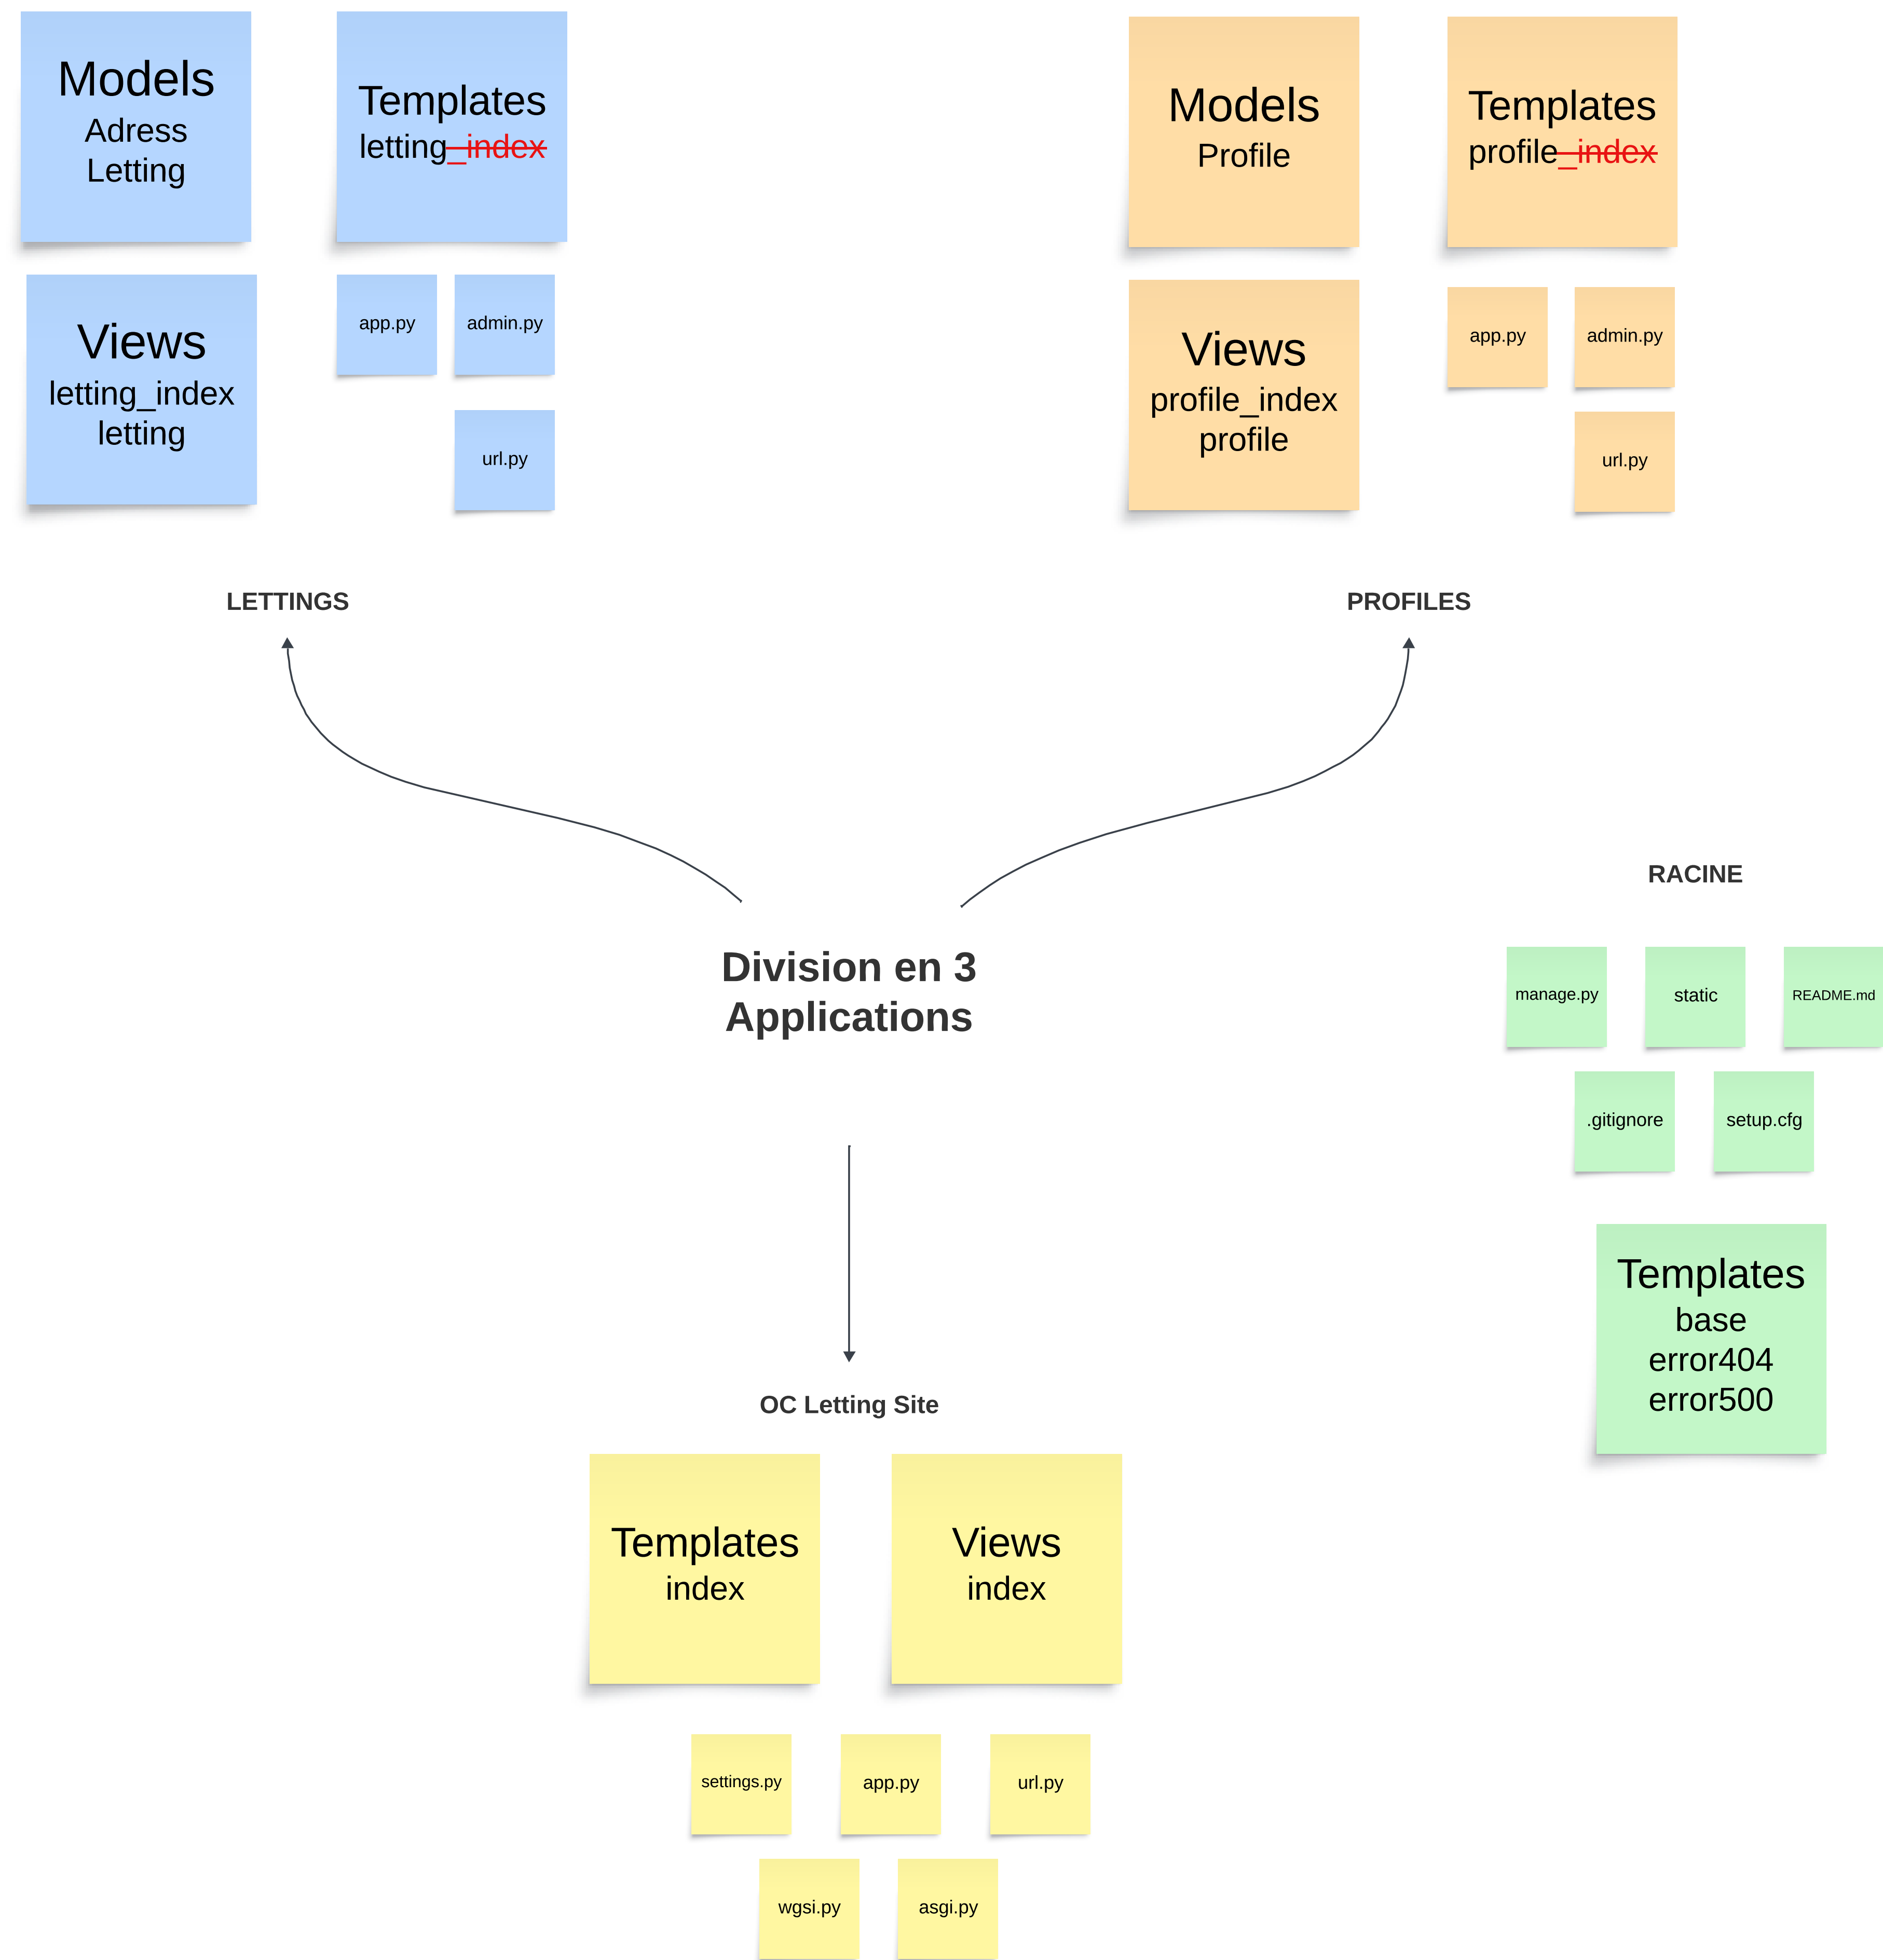 Models
Adress
Letting
Templates
letting_index
Views
letting_index
letting
app.py
admin.py
url.py
LETTINGS
Models
Profile
Templates
profile_index
Views
profile_index
profile
app.py
admin.py
url.py
PROFILES
Division en 3
Applications
RACINE
manage.py
static
README.md
.gitignore
setup.cfg
Templates
base
error404
error500
OC Letting Site
Templates
index
Views
index
settings.py
app.py
url.py
wgsi.py
asgi.py